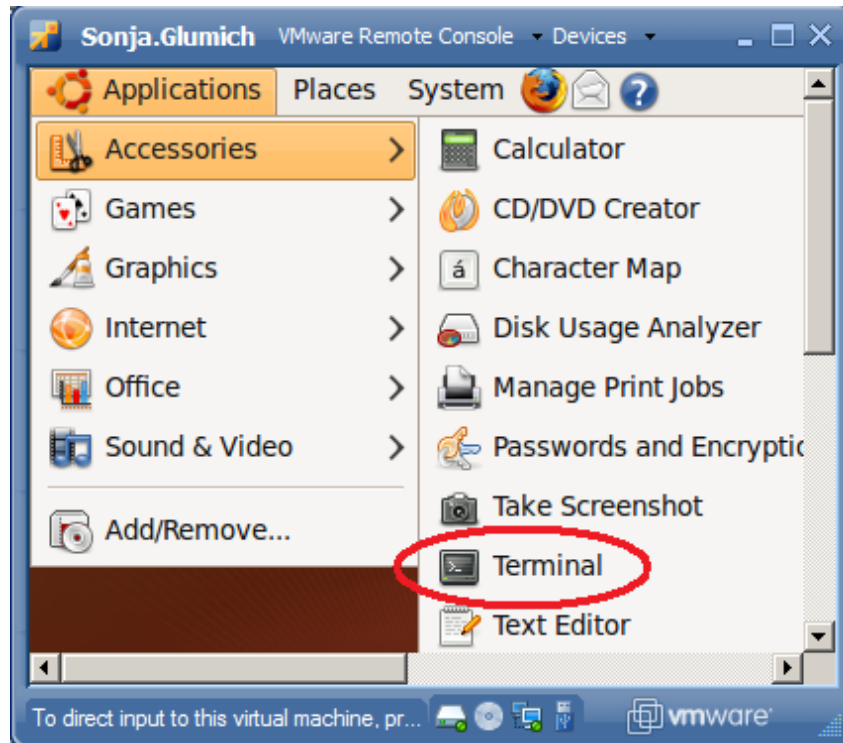 Sonja.Glumich VMware Remote Console Devices
Applications Places System
Accessories
Games
Graphics
Internet
Office
Sound & Video
Add/Remove...
Calculator
CD/DVD Creator
á Character Map
Disk Usage Analyzer
Manage Print Jobs
Passwords and Encryptic
Take Screenshot
Terminal
Text Editor
To direct input to this virtual machine, pr... vmware